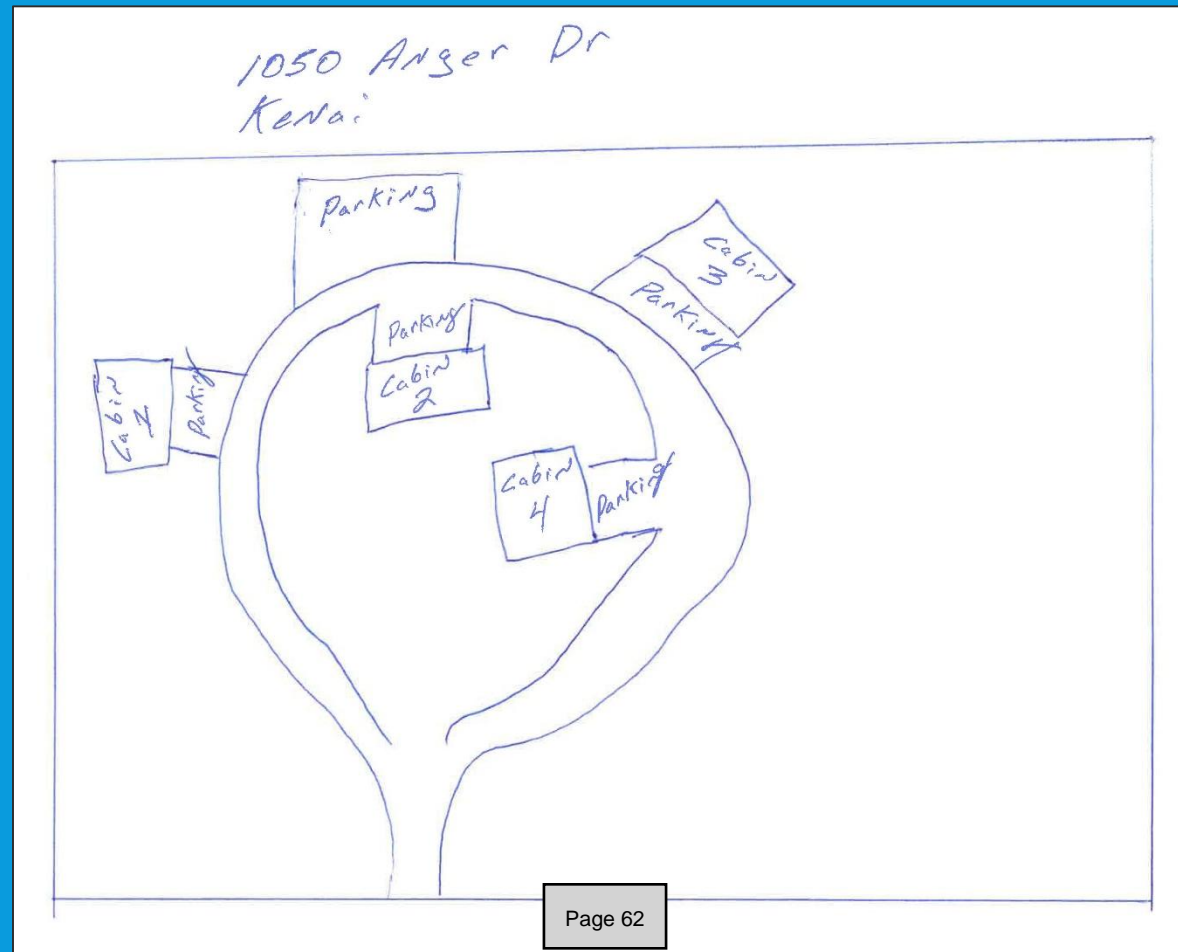 1050 Anger Dr
Kenai
Parking
Cabin
3
Parking
Parking
Cabin
2
Cabin
1
Parking
Cabin
4
Parking
Page 62